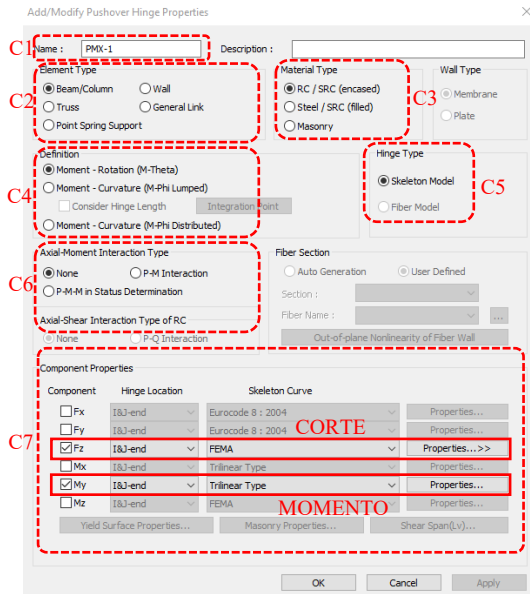 Add/Modify Pushover Hinge Properties
C1 Name : PMX-1 Description :
Element Type Material Type Wall Type
C2 Beam/Column Wall RC / SRC (encased) C3 Membrane
Truss General Link Steel / SRC (filled) Plate
Point Spring Support Masonry
Definition Hinge Type
C4 Moment - Rotation (M-Theta) Skeleton Model C5
Moment - Curvature (M-Phi Lumped) Fiber Model
Consider Hinge Length Integration Point
Moment - Curvature (M-Phi Distributed)
Axial-Moment Interaction Type Fiber Section
C6 None P-M Interaction Auto Generation User Defined
P-M-M in Status Determination Section :
Fiber Name : ...
Axial-Shear Interaction Type of RC
None P-Q Interaction Out-of-plane Nonlinearity of Fiber Wall
C7 Component Properties
Component Hinge Location Skeleton Curve
Fx I&J-end Eurocode 8 : 2004 Properties...
Fy I&J-end Eurocode 8 : 2004 CORTE Properties...
Fz I&J-end FEMA Properties...>>
Mx I&J-end Trilinear Type Properties...
My I&J-end Trilinear Type Properties...
Mz I&J-end FEMA MOMENTO Properties...
Yield Surface Properties... Masonry Properties... Shear Span(Lv)...
OK Cancel Apply